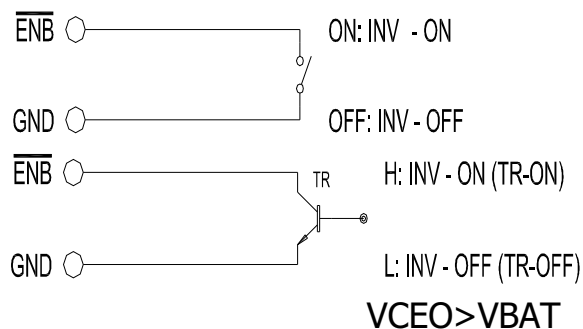 ENB ON: INV - ON
GND OFF: INV - OFF
ENB TR H: INV - ON (TR-ON)
GND L: INV - OFF (TR-OFF)
VCEO>VBAT